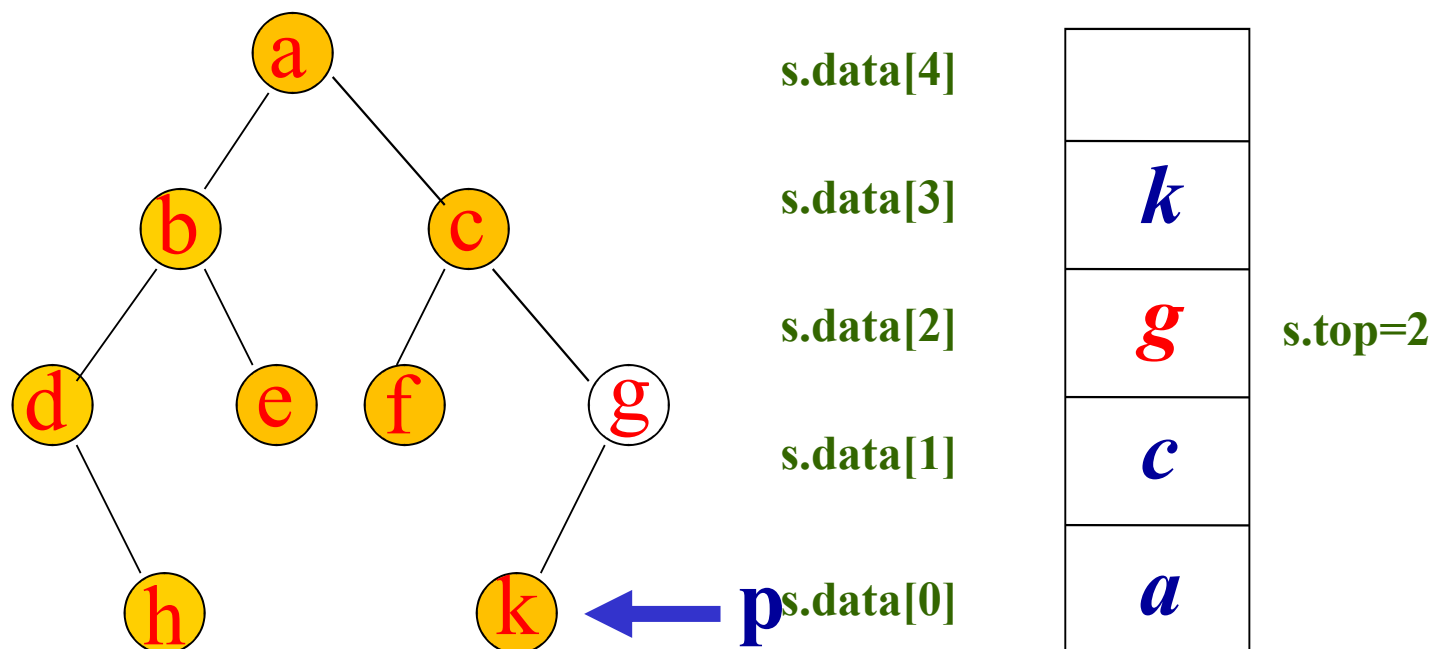 a
b c
d e f g
h k p
s.data[4]
s.data[3] k
s.data[2] g s.top=2
s.data[1] c
s.data[0] a